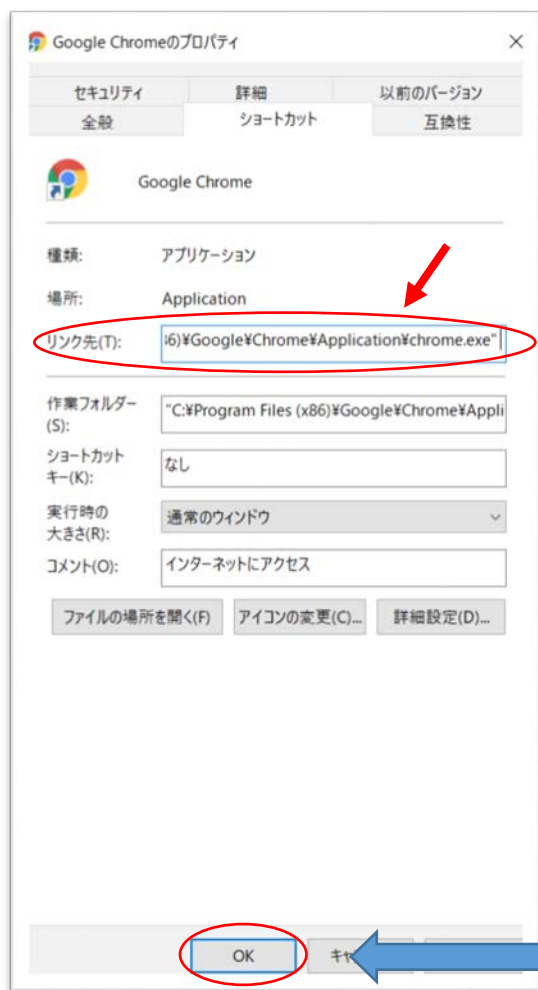 Google Chromeのプロパティ
セキュリティ 詳細 以前のバージョン
全般 ショートカット 互換性
Google Chrome
種類: アプリケーション
場所: Application
リンク先(T): :6)¥Google¥Chrome¥Application¥chrome.exe"
作業フォルダー
(S):
"C:¥Program Files (x86)¥Google¥Chrome¥Appli
ショートカット
キー(K):
なし
実行時の
大きさ(R):
通常のウィンドウ
コメント(O): インターネットにアクセス
ファイルの場所を開く(F) アイコンの変更(C)... 詳細設定(D)...
OK キャ